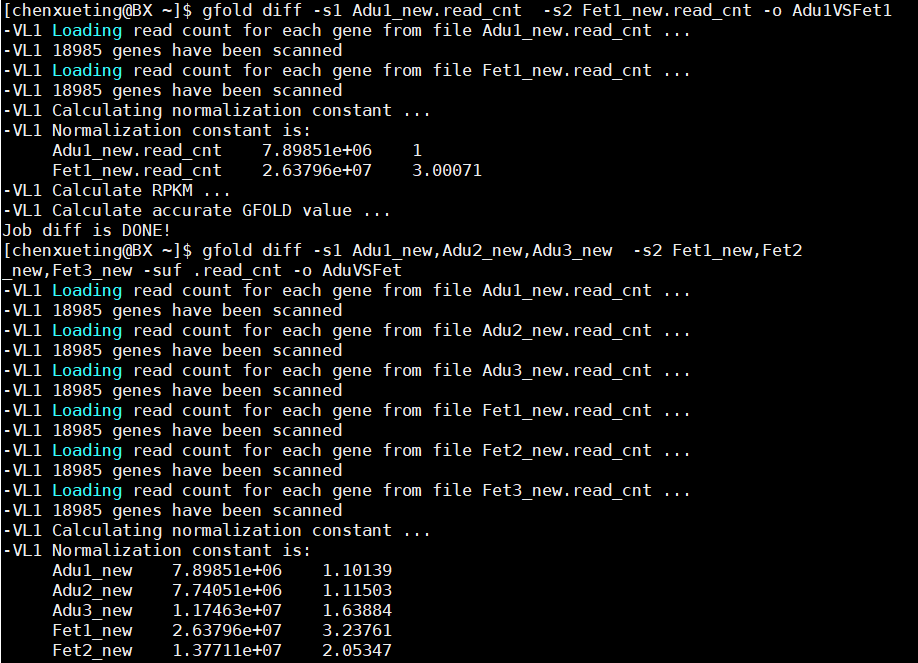 [chenxueting@BX ~]$ gfold diff -s1 Adu1_new.read_cnt  -s2 Fet1_new.read_cnt -o Adu1VSFet1
-VL1 Loading read count for each gene from file Adu1_new.read_cnt ...
-VL1 18985 genes have been scanned
-VL1 Loading read count for each gene from file Fet1_new.read_cnt ...
-VL1 18985 genes have been scanned
-VL1 Calculating normalization constant ...
-VL1 Normalization constant is:
     Adu1_new.read_cnt    7.89851e+06    1
     Fet1_new.read_cnt    2.63796e+07    3.00071
-VL1 Calculate RPKM ...
-VL1 Calculate accurate GFOLD value ...
Job diff is DONE!
[chenxueting@BX ~]$ gfold diff -s1 Adu1_new,Adu2_new,Adu3_new  -s2 Fet1_new,Fet2
_new,Fet3_new -suf .read_cnt -o AduVSFet
-VL1 Loading read count for each gene from file Adu1_new.read_cnt ...
-VL1 18985 genes have been scanned
-VL1 Loading read count for each gene from file Adu2_new.read_cnt ...
-VL1 18985 genes have been scanned
-VL1 Loading read count for each gene from file Adu3_new.read_cnt ...
-VL1 18985 genes have been scanned
-VL1 Loading read count for each gene from file Fet1_new.read_cnt ...
-VL1 18985 genes have been scanned
-VL1 Loading read count for each gene from file Fet2_new.read_cnt ...
-VL1 18985 genes have been scanned
-VL1 Loading read count for each gene from file Fet3_new.read_cnt ...
-VL1 18985 genes have been scanned
-VL1 Calculating normalization constant ...
-VL1 Normalization constant is:
     Adu1_new    7.89851e+06    1.10139
     Adu2_new    7.74051e+06    1.11503
     Adu3_new    1.17463e+07    1.63884
     Fet1_new    2.63796e+07    3.23761
     Fet2_new    1.37711e+07    2.05347